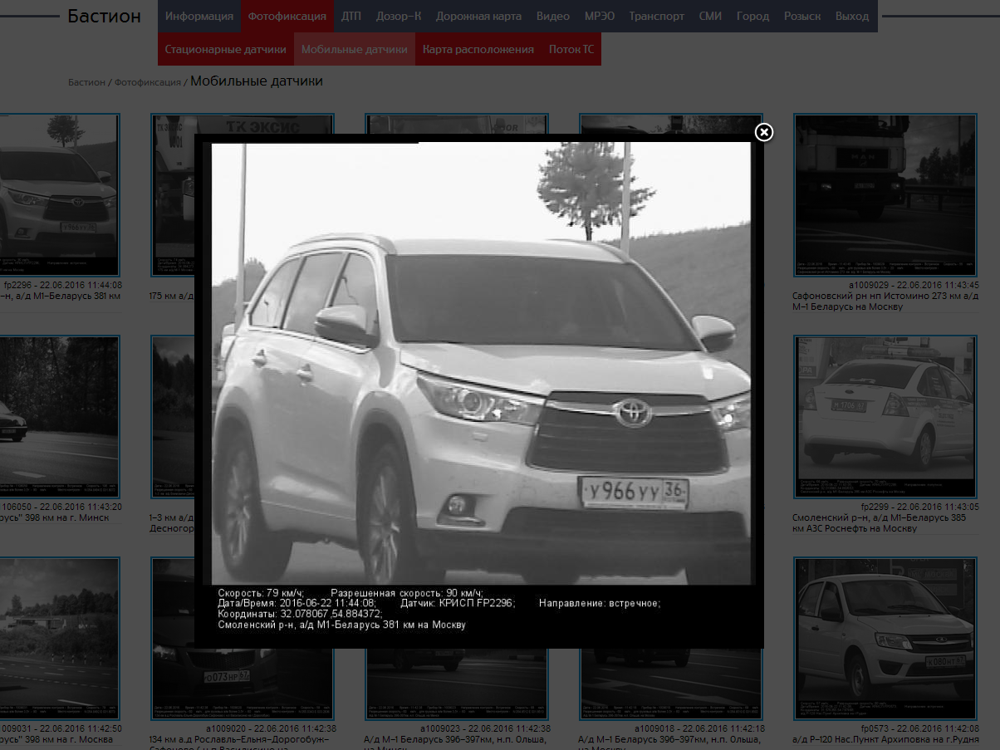 Бастион
Информация Фотофиксация ДТП Дозор-К Дорожная карта Видео МРЭО Транспорт СМИ Город Розыск Выход
Стационарные датчики Мобильные датчики Карта расположения Поток ТС
Бастион / Фотофиксация / Мобильные датчики
ТК ЭКСИС
MAN
У966УУ 36
fp2296 - 22.06.2016 11:44:08
-н, а/д М1-Беларусь 381 км
175 км а/д
a1009029 - 22.06.2016 11:43:45
Сафоновский рн нп Истомино 273 км а/д
М-1 Беларусь на Москву
У966УУ 36
106050 - 22.06.2016 11:43:20
русь" 398 км на г. Минск
1-3 км а/д
Десногор
fp2299 - 22.06.2016 11:43:05
Смоленский р-н, а/д М1-Беларусь 385
км АЗС Роснефть на Москву
Скорость: 79 км/ч; Разрешенная скорость: 90 км/ч;
Дата/Время: 2016-06-22 11:44:08; Датчик: КРИСП FP2296; Направление: встречное;
Координаты: 32.078067,54.884372;
Смоленский р-н, а/д М1-Беларусь 381 км на Москву
О073НР 67
К080НТ 67
009031 - 22.06.2016 11:42:50
русь" 398 км на г. Москва
a1009020 - 22.06.2016 11:42:38
134 км а.д Рославль-Ельня-Дорогобуж-
a1009023 - 22.06.2016 11:42:38
А/д М-1 Беларусь 396-397км, н.п. Ольша,
a1009018 - 22.06.2016 11:42:18
А/д М-1 Беларусь 396-397км, н.п. Ольша,
fp0573 - 22.06.2016 11:42:08
а/д Р-120 Нас.Пункт Архиповка на г.Рудня